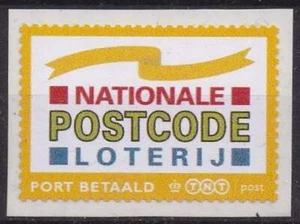 NATIONALE
POSTCODE
LOTERIJ
PORT BETAALD TNT post